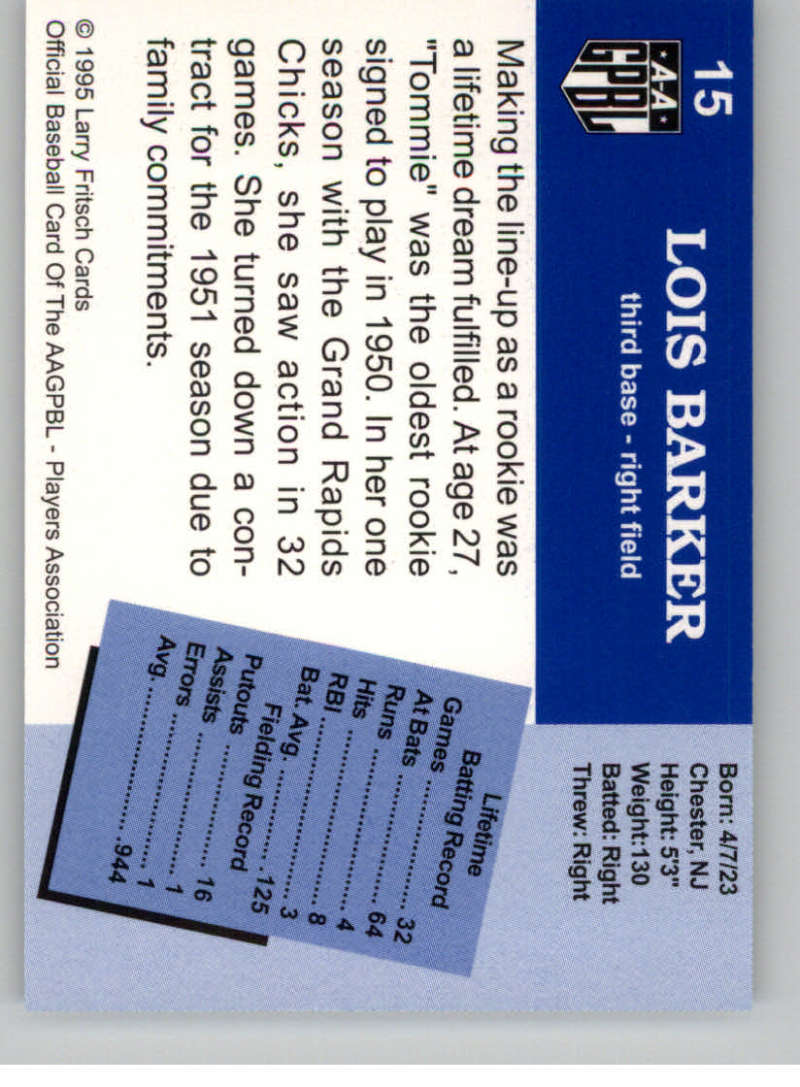 15
A-A
GPBL
LOIS BARKER
third base - right field
Born: 4/7/23
Chester, NJ
Height: 5'3"
Weight:130
Batted: Right
Threw: Right
Making the line-up as a rookie was
a lifetime dream fulfilled. At age 27,
"Tommie" was the oldest rookie
signed to play in 1950. In her one
season with the Grand Rapids
Chicks, she saw action in 32
games. She turned down a con-
tract for the 1951 season due to
family commitments.
Lifetime
Batting Record
Games .................... 32
At Bats .................... 64
Runs ........................ 4
Hits .......................... 8
RBI .......................... 3
Bat. Avg. ............... .125
Fielding Record
Putouts .................. 16
Assists .................... 1
Errors ...................... 1
Avg. ..................... .944
© 1995 Larry Fritsch Cards
Official Baseball Card Of The AAGPBL - Players Association